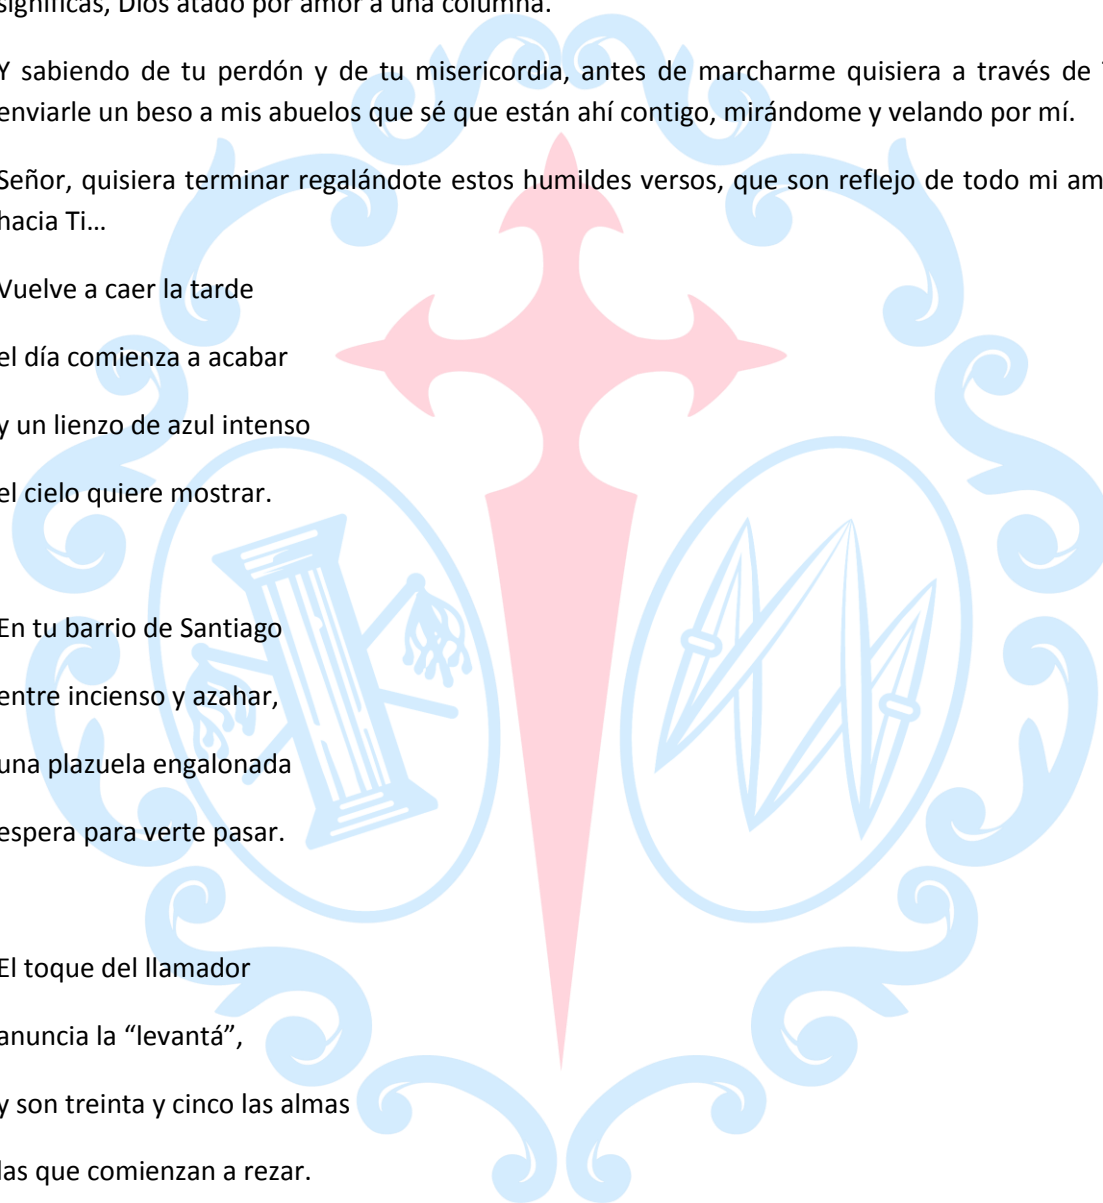 significas, Dios atado por amor a una columna.
Y sabiendo de tu perdón y de tu misericordia, antes de marcharme quisiera a través de
enviarle un beso a mis abuelos que sé que están ahí contigo, mirándome y velando por mí.
Señor, quisiera terminar regalándote estos humildes versos, que son reflejo de todo mi am
hacia Ti…
Vuelve a caer la tarde
el día comienza a acabar
y un lienzo de azul intenso
el cielo quiere mostrar.
En tu barrio de Santiago
entre incienso y azahar,
una plazuela engalonada
espera para verte pasar.
El toque del llamador
anuncia la “levantá”,
y son treinta y cinco las almas
las que comienzan a rezar.